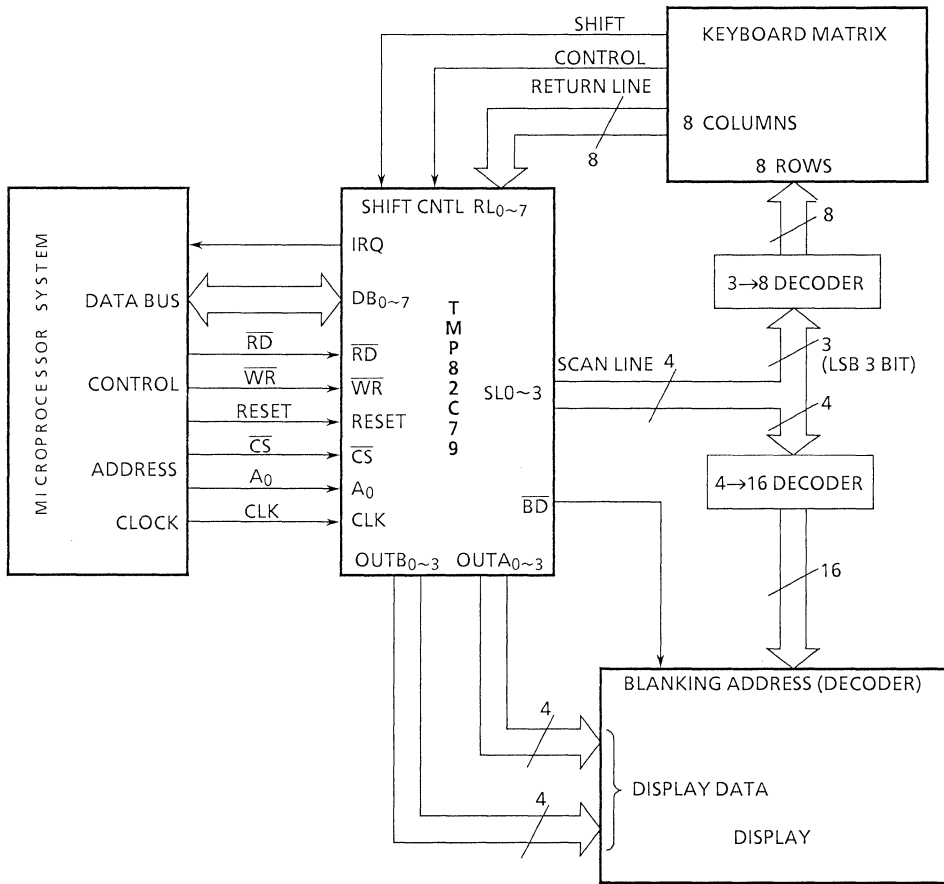 SHIFT
KEYBOARD MATRIX
CONTROL
RETURN LINE
8 COLUMNS
8
8 ROWS
SHIFT CNTL RL0~7
8
IRQ
3→8 DECODER
MICROPROCESSOR SYSTEM
DATA BUS
DB0~7
TMP82C79
RD
RD
SCAN LINE 4
3
(LSB 3 BIT)
CONTROL
WR
WR
SL0~3
RESET
RESET
4
CS
CS
ADDRESS
A0
A0
4→16 DECODER
BD
CLOCK
CLK
CLK
OUTB0~3 OUTA0~3
16
BLANKING ADDRESS (DECODER)
4
DISPLAY DATA
4
DISPLAY